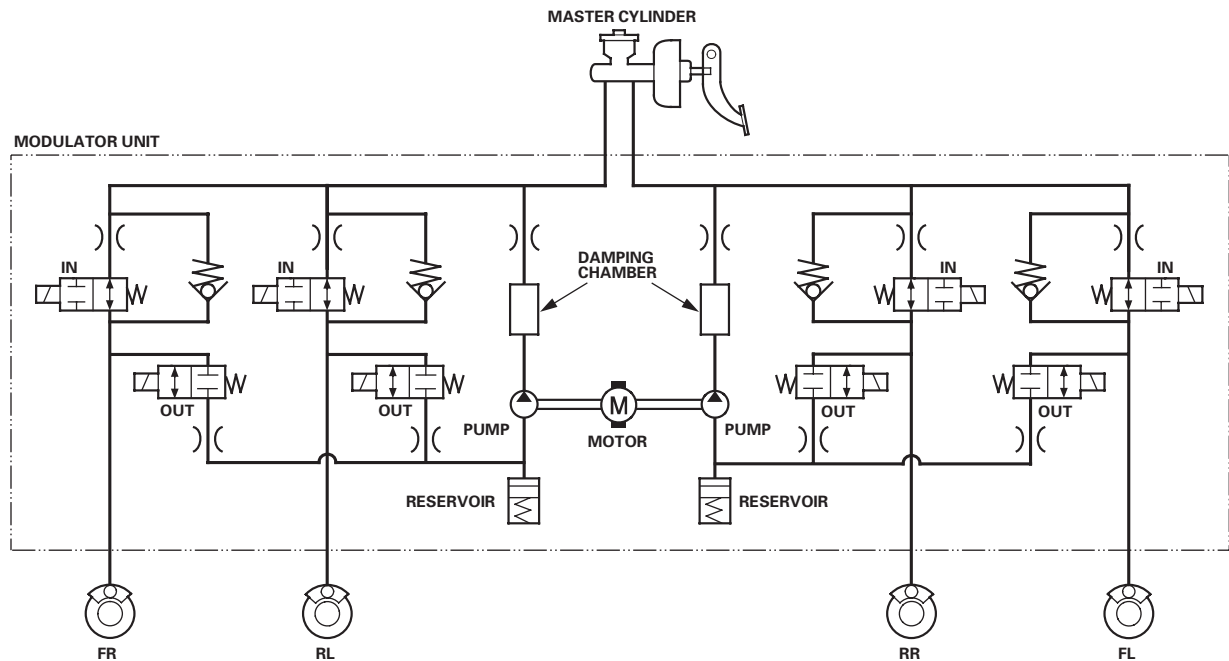 MASTER CYLINDER
MODULATOR UNIT
IN
IN
DAMPING
CHAMBER
IN
IN
OUT
OUT
OUT
OUT
PUMP
M
PUMP
MOTOR
RESERVOIR
RESERVOIR
FR
RL
RR
FL